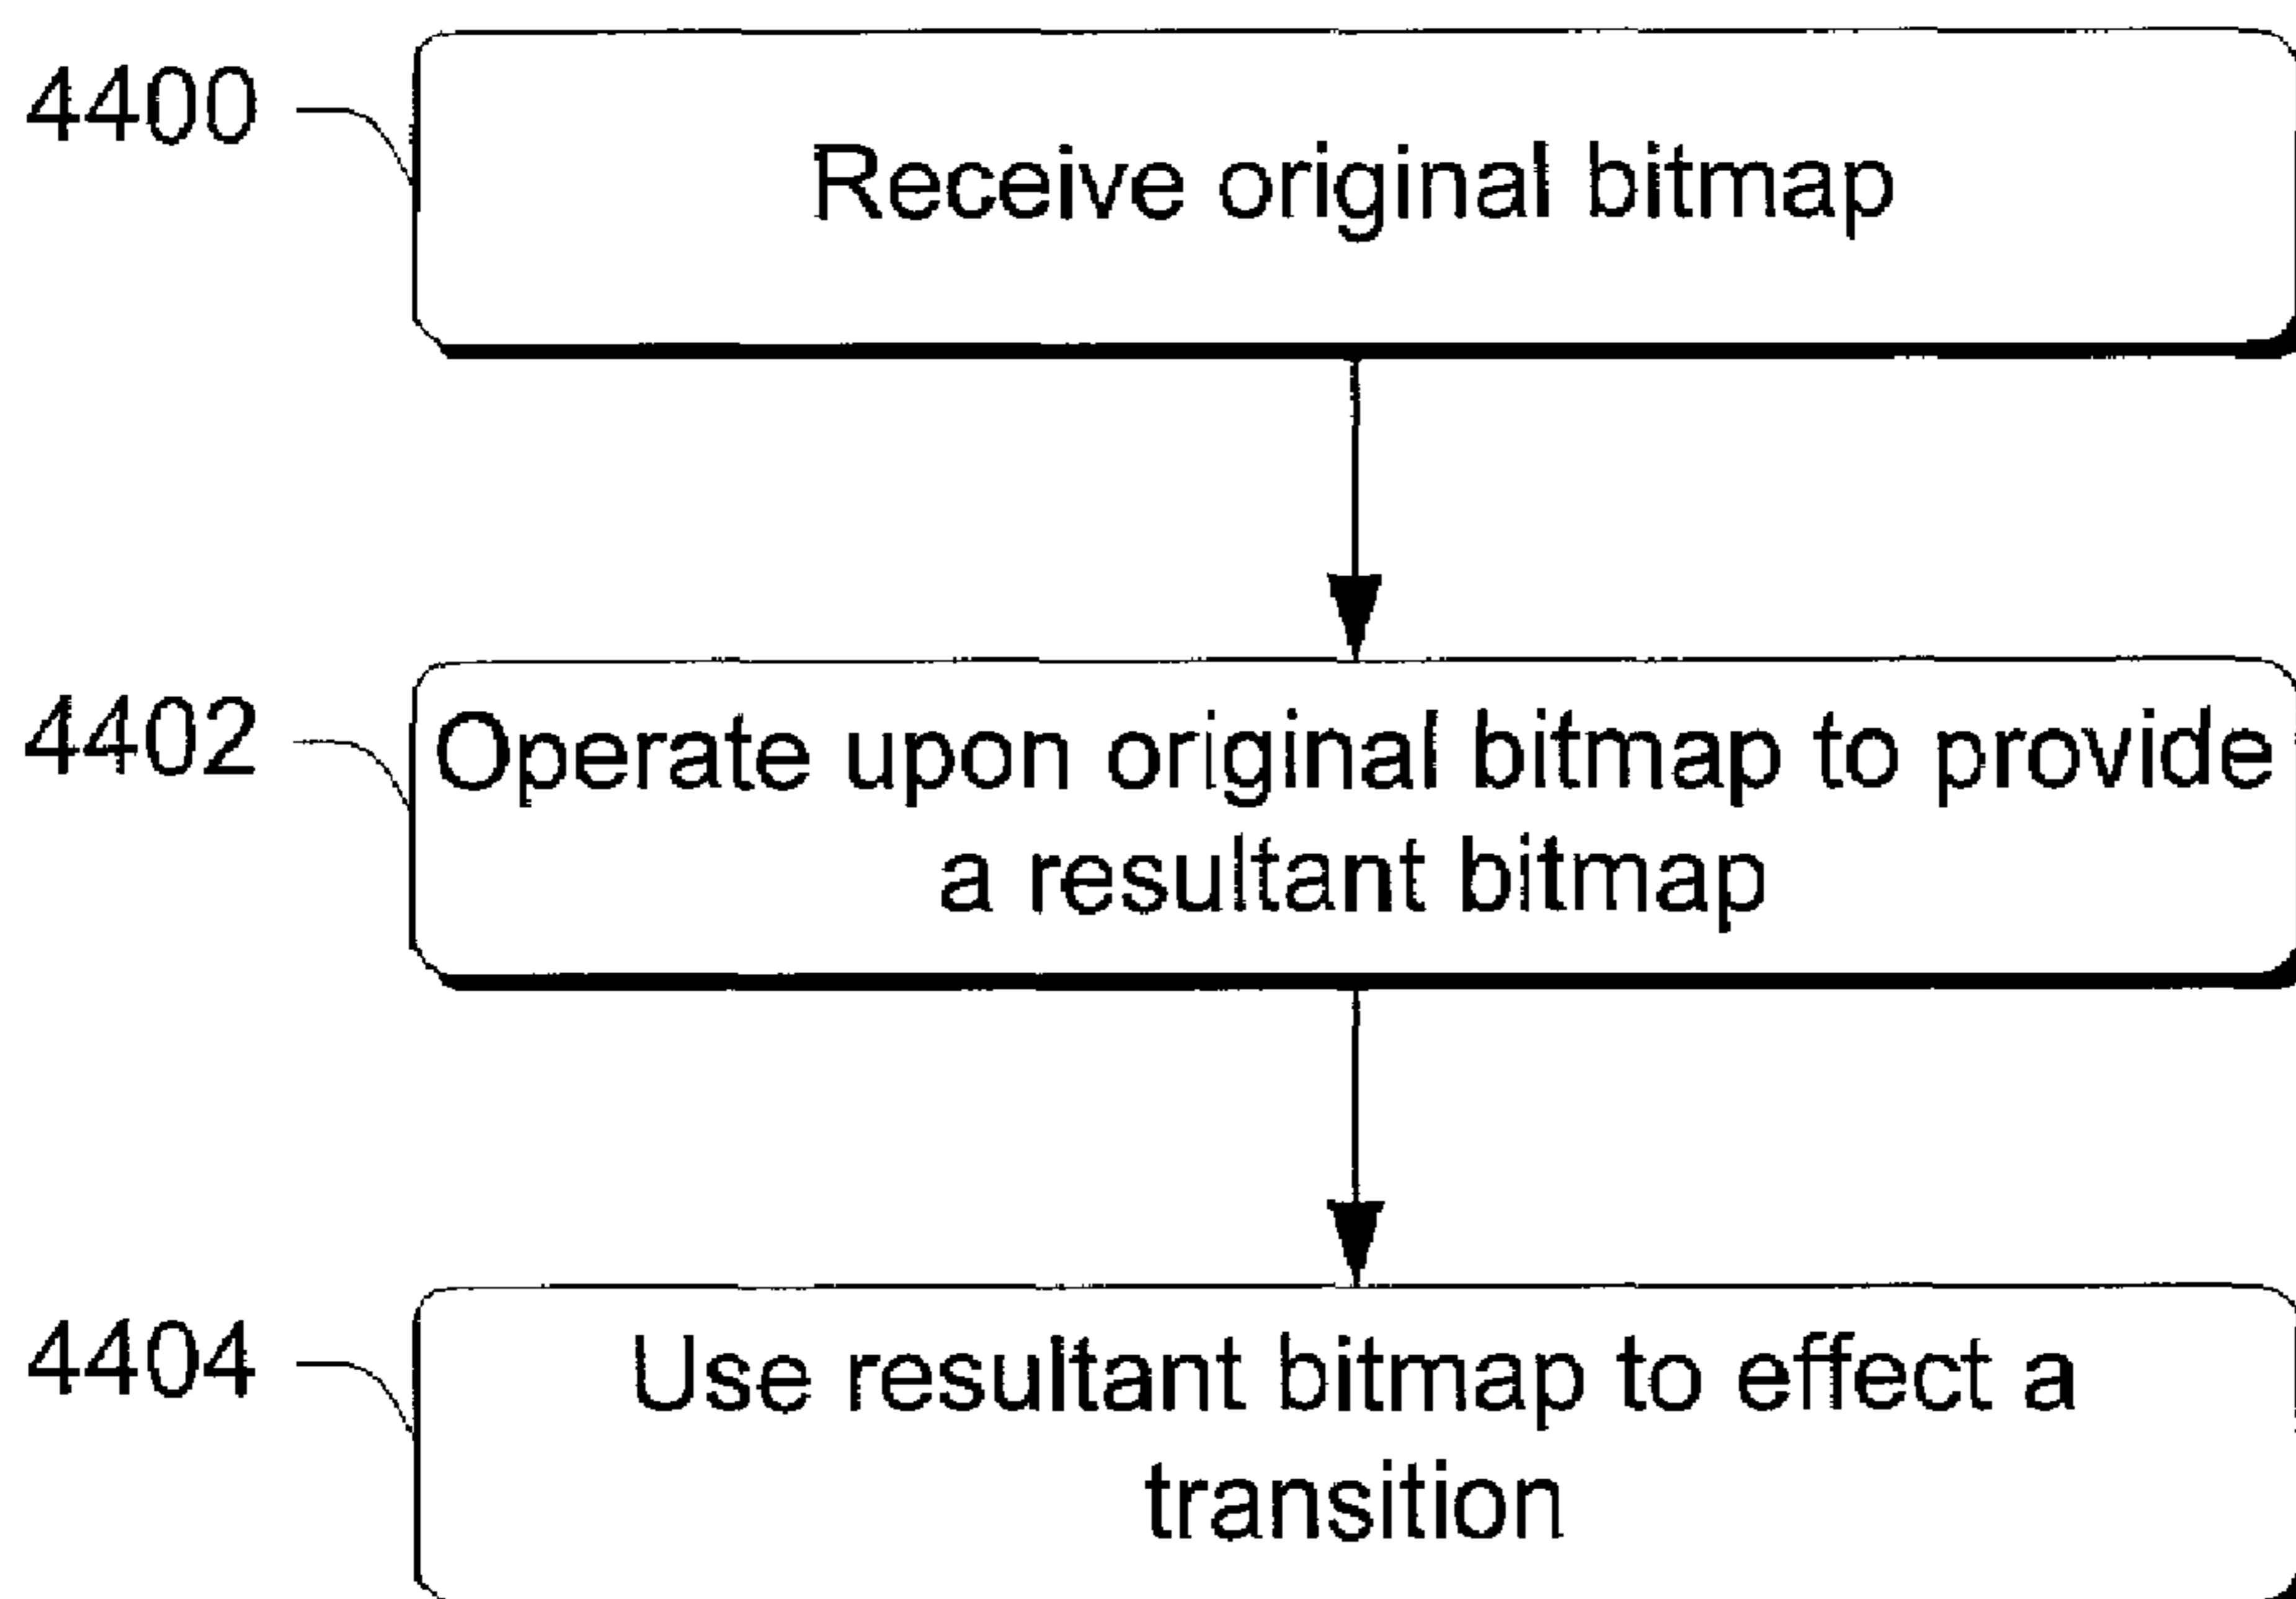 4400
Receive original bitmap
4402
Operate upon original bitmap to provide
a resultant bitmap
4404
Use resultant bitmap to effect a
transition